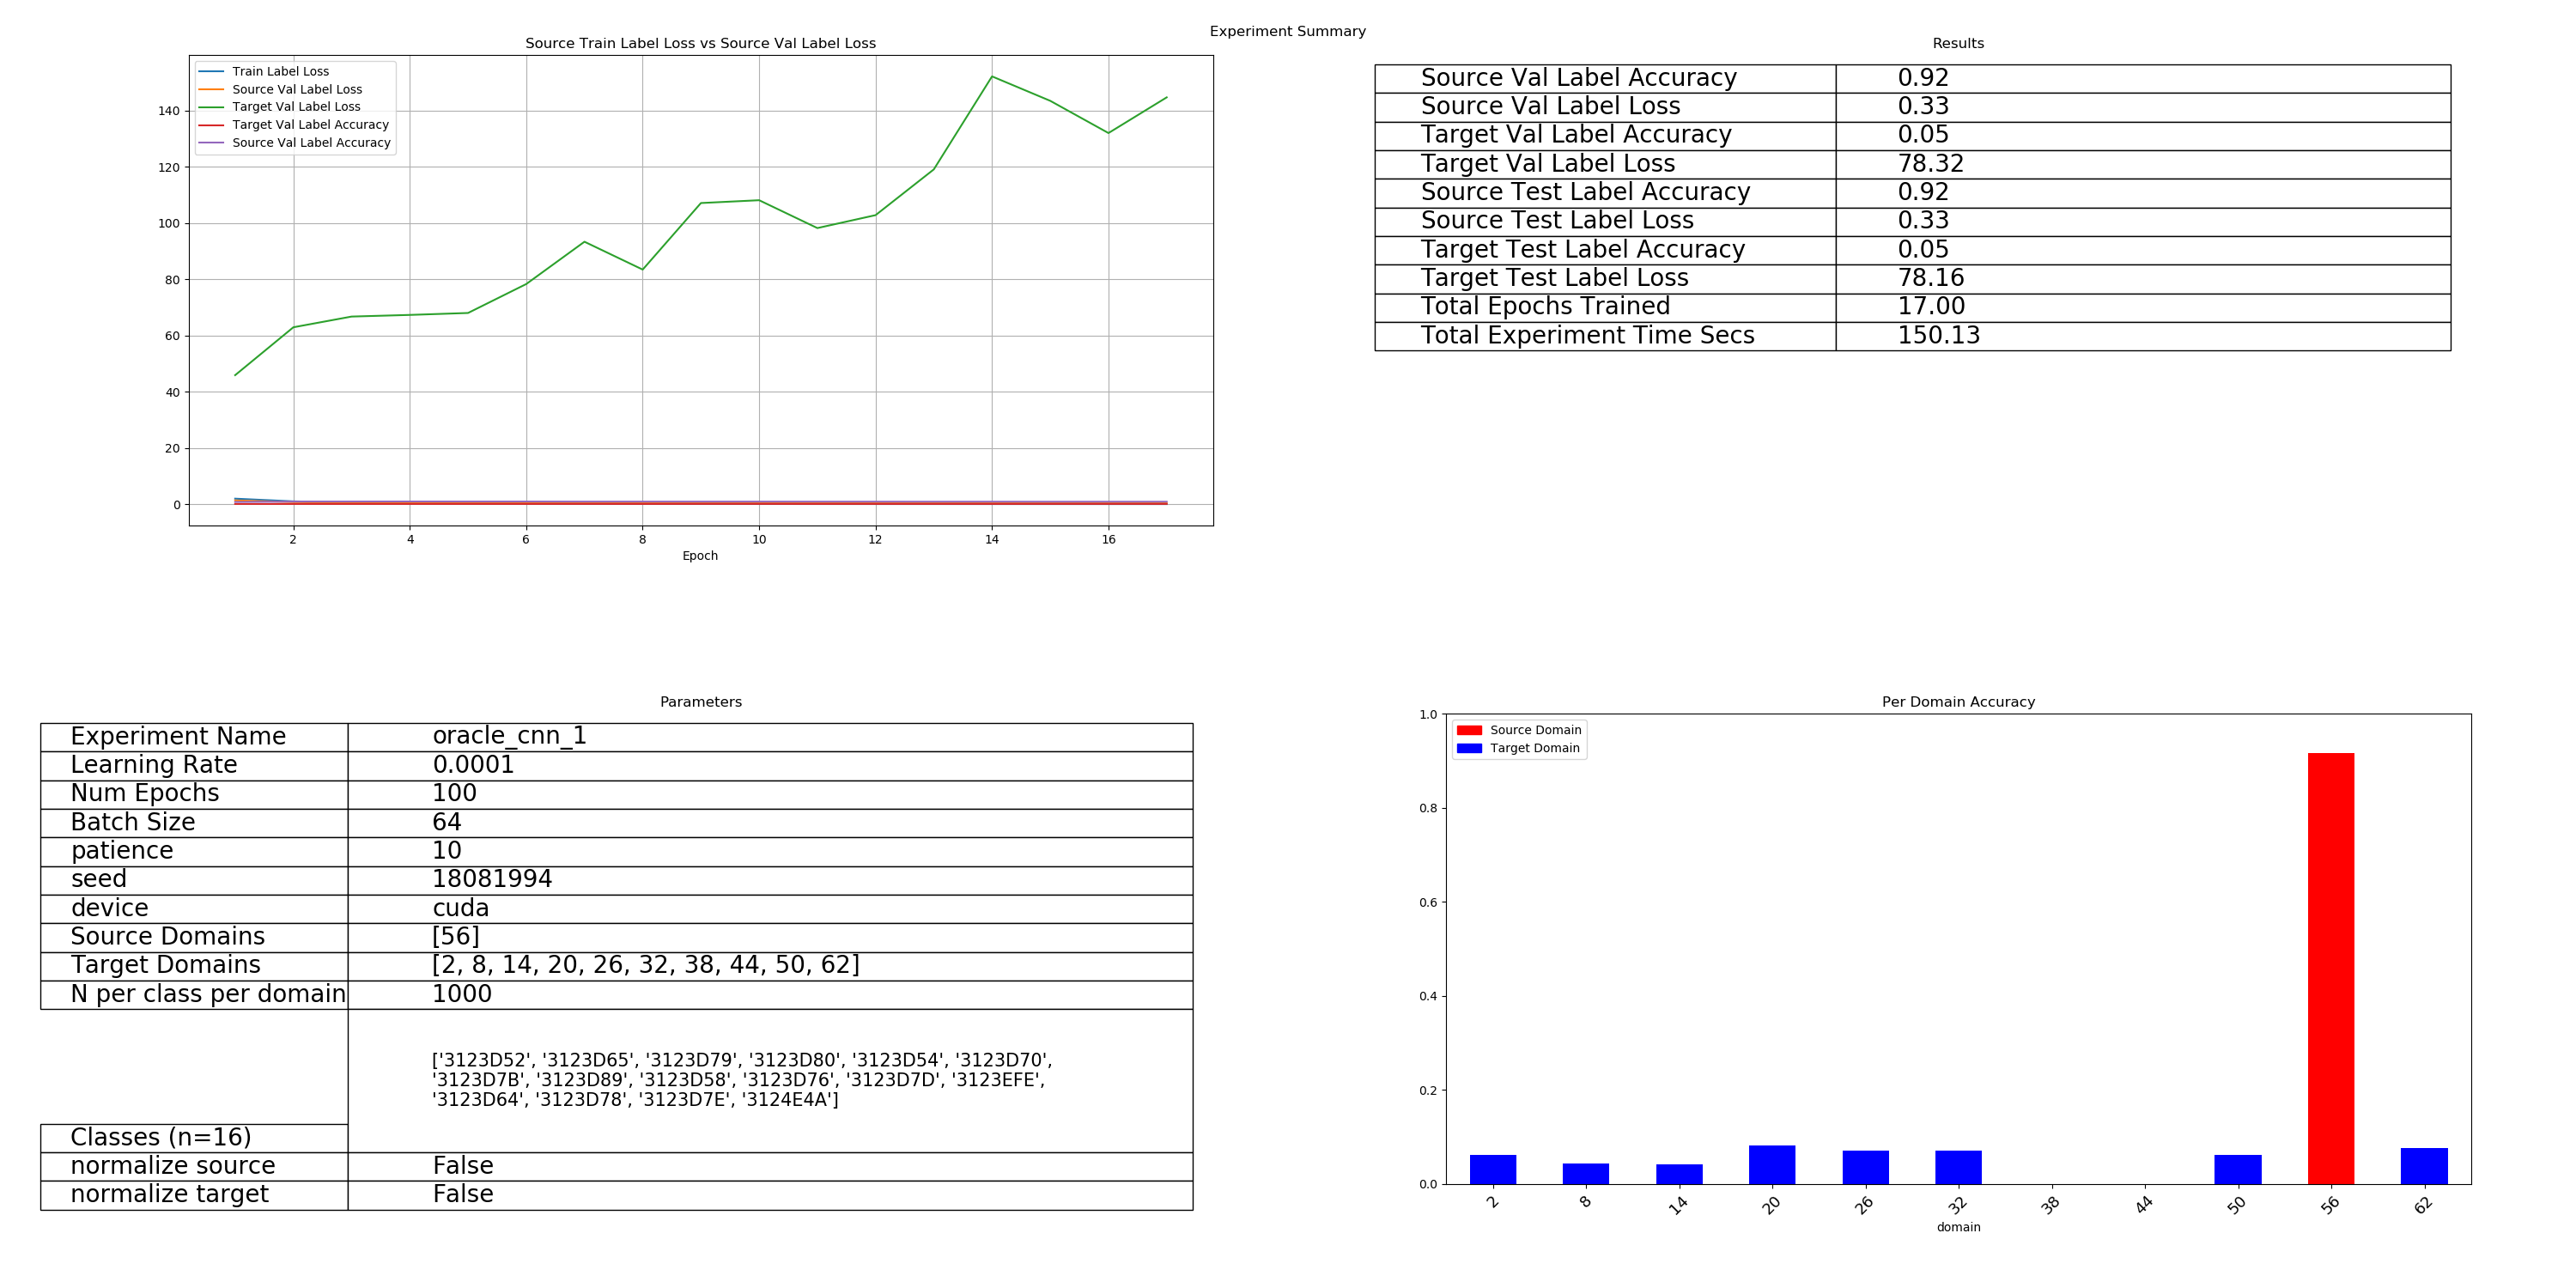 Experiment Summary
Source Train Label Loss vs Source Val Label Loss
Train Label Loss
Source Val Label Loss
Target Val Label Loss
Target Val Label Accuracy
Source Val Label Accuracy
140
120
100
80
60
40
20
0
2 4 6 8 10 12 14 16
Epoch
Results
Source Val Label Accuracy 0.92
Source Val Label Loss 0.33
Target Val Label Accuracy 0.05
Target Val Label Loss 78.32
Source Test Label Accuracy 0.92
Source Test Label Loss 0.33
Target Test Label Accuracy 0.05
Target Test Label Loss 78.16
Total Epochs Trained 17.00
Total Experiment Time Secs 150.13
Parameters
Experiment Name oracle_cnn_1
Learning Rate 0.0001
Num Epochs 100
Batch Size 64
patience 10
seed 18081994
device cuda
Source Domains [56]
Target Domains [2, 8, 14, 20, 26, 32, 38, 44, 50, 62]
N per class per domain 1000
['3123D52', '3123D65', '3123D79', '3123D80', '3123D54', '3123D70',
'3123D7B', '3123D89', '3123D58', '3123D76', '3123D7D', '3123EFE',
'3123D64', '3123D78', '3123D7E', '3124E4A']
Classes (n=16)
normalize source False
normalize target False
Per Domain Accuracy
Source Domain
Target Domain
1.0
0.8
0.6
0.4
0.2
0.0
2 8 14 20 26 32 38 44 50 56 62
domain